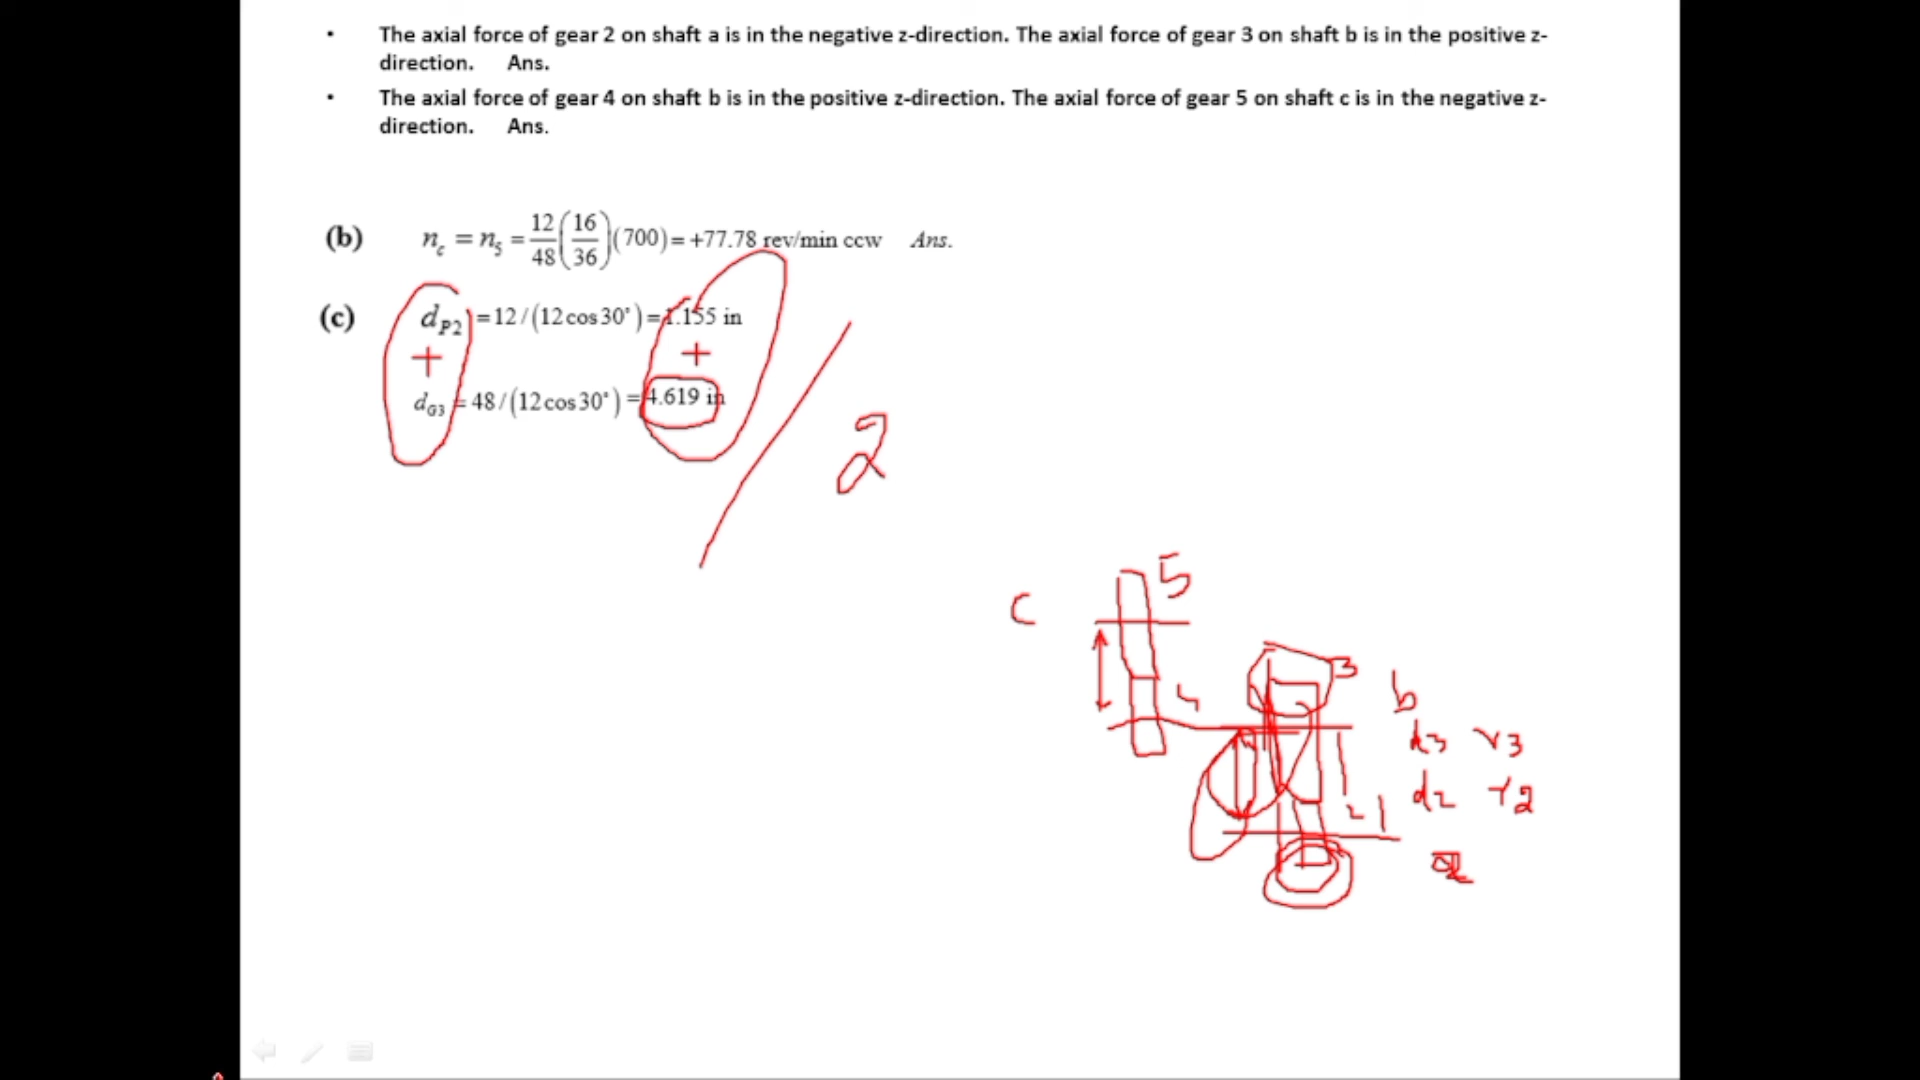 • The axial force of gear 2 on shaft a is in the negative z-direction. The axial force of gear 3 on shaft b is in the positive z-
direction. Ans.
• The axial force of gear 4 on shaft b is in the positive z-direction. The axial force of gear 5 on shaft c is in the negative z-
direction. Ans.
(b) n_c = n_5 = 12/48 (16/36) (700) = +77.78 rev/min ccw Ans.
(c) d_P2 = 12 / (12 cos 30°) = 1.155 in
+ +
d_G3 = 48 / (12 cos 30°) = 4.619 in
2
5
C
3
4 b
d3 r3
d2 r2